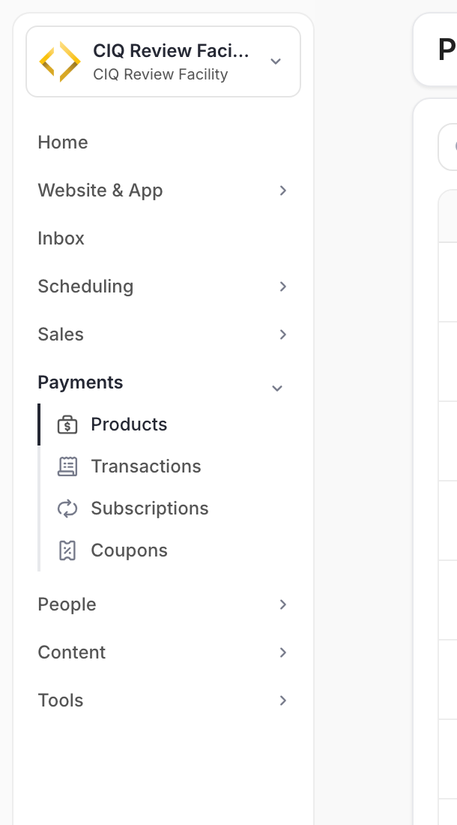 CIQ Review Faci...
CIQ Review Facility
Home
Website & App
Inbox
Scheduling
Sales
Payments
Products
Transactions
Subscriptions
Coupons
People
Content
Tools
P